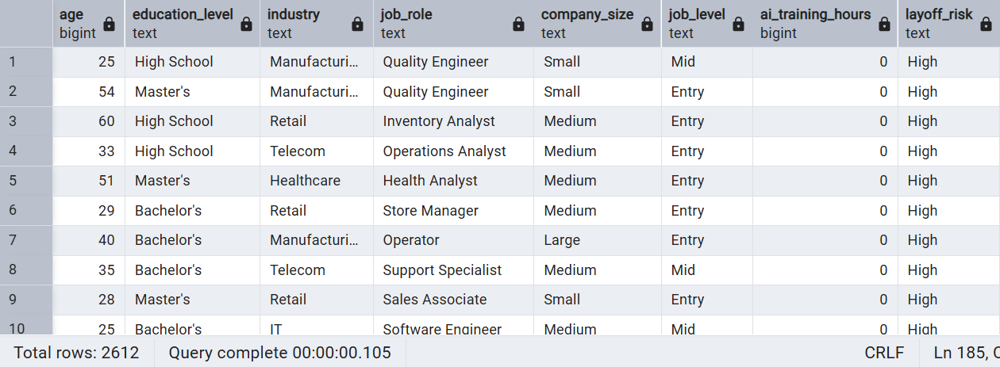 age education_level industry job_role company_size job_level ai_training_hours layoff_risk
bigint text text text text text bigint text
1 25 High School Manufacturi... Quality Engineer Small Mid 0 High
2 54 Master's Manufacturi... Quality Engineer Small Entry 0 High
3 60 High School Retail Inventory Analyst Medium Entry 0 High
4 33 High School Telecom Operations Analyst Medium Entry 0 High
5 51 Master's Healthcare Health Analyst Medium Entry 0 High
6 29 Bachelor's Retail Store Manager Medium Entry 0 High
7 40 Bachelor's Manufacturi... Operator Large Entry 0 High
8 35 Bachelor's Telecom Support Specialist Medium Mid 0 High
9 28 Master's Retail Sales Associate Small Entry 0 High
10 25 Bachelor's IT Software Engineer Medium Mid 0 High
Total rows: 2612 Query complete 00:00:00.105 CRLF Ln 185, C